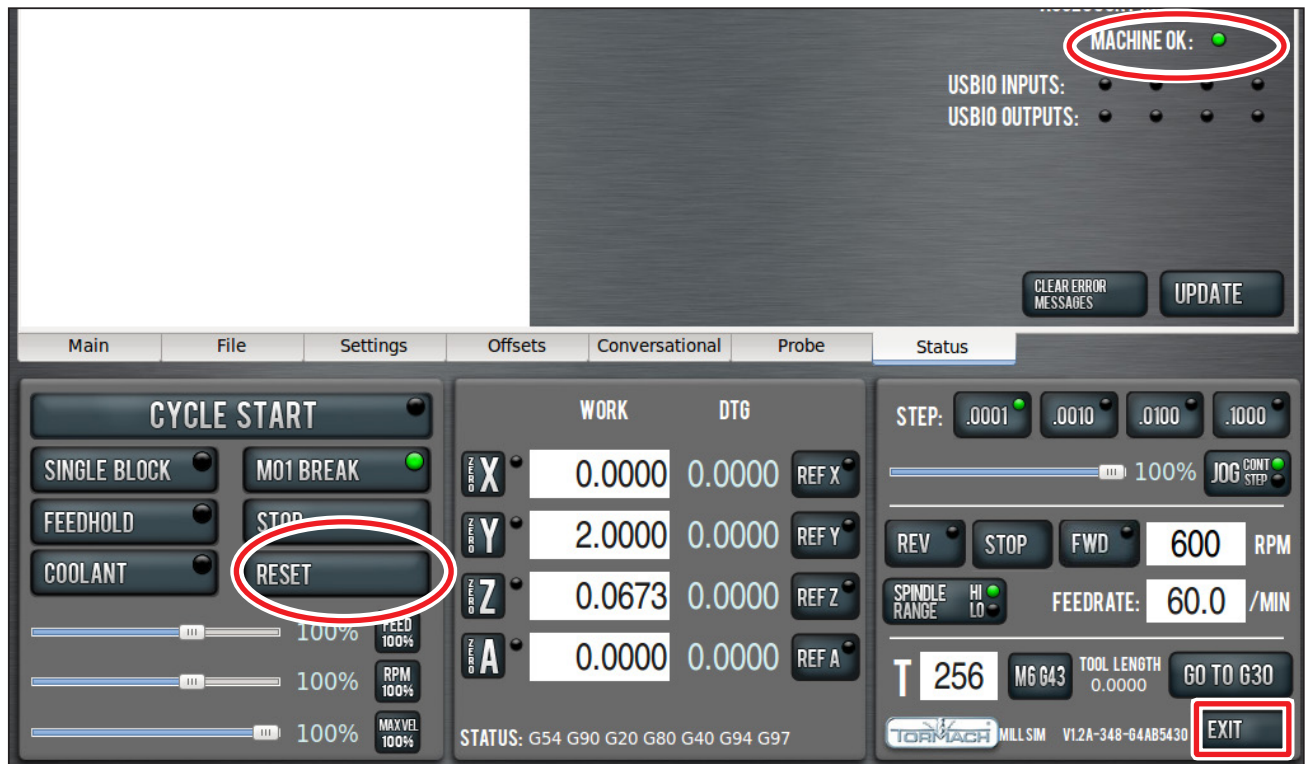 MACHINE OK:
USBIO INPUTS:
USBIO OUTPUTS:
CLEAR ERROR
MESSAGES
UPDATE
Main File Settings Offsets Conversational Probe Status
CYCLE START
SINGLE BLOCK M01 BREAK
FEEDHOLD STOP
COOLANT RESET
100% FEED 100%
100% RPM 100%
100% MAX VEL 100%
WORK DTG
ZERO X 0.0000 0.0000 REF X
ZERO Y 2.0000 0.0000 REF Y
ZERO Z 0.0673 0.0000 REF Z
ZERO A 0.0000 0.0000 REF A
STATUS: G54 G90 G20 G80 G40 G94 G97
STEP: .0001 .0010 .0100 .1000
100% JOG CONT STEP
REV STOP FWD 600 RPM
SPINDLE RANGE HI LO FEEDRATE: 60.0 /MIN
T 256 M6 G43 TOOL LENGTH 0.0000 GO TO G30
TORMACH MILL SIM V1.2A-348-G4AB5430 EXIT